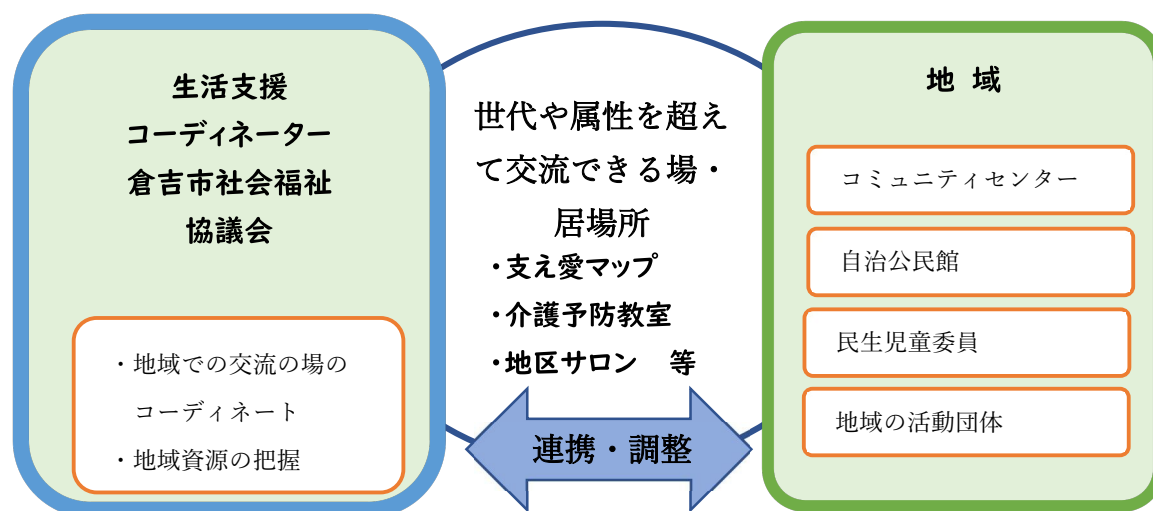 生活支援
コーディネーター
倉吉市社会福祉
協議会
・地域での交流の場の
コーディネート
・地域資源の把握
世代や属性を超え
て交流できる場・
居場所
・支え愛マップ
・介護予防教室
・地区サロン　等
連携・調整
地 域
コミュニティセンター
自治公民館
民生児童委員
地域の活動団体